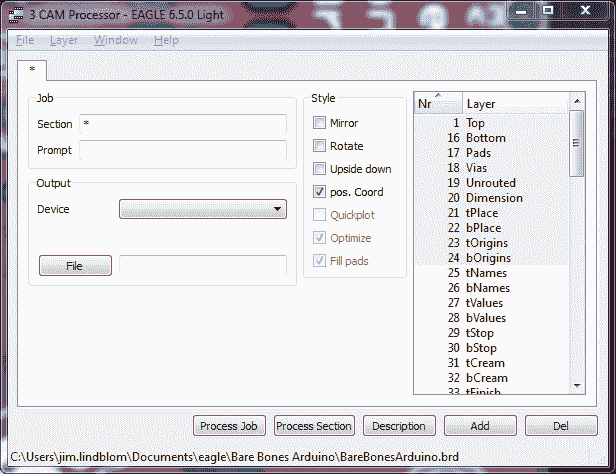 3 CAM Processor - EAGLE 6.5.0 Light
File Layer Window Help
*
Job
Section *
Prompt
Output
Device
File
Style
Mirror
Rotate
Upside down
pos. Coord
Quickplot
Optimize
Fill pads
Nr Layer
1 Top
16 Bottom
17 Pads
18 Vias
19 Unrouted
20 Dimension
21 tPlace
22 bPlace
23 tOrigins
24 bOrigins
25 tNames
26 bNames
27 tValues
28 bValues
29 tStop
30 bStop
31 tCream
32 bCream
33 tFinish
Process Job Process Section Description Add Del
C:\Users\jim.lindblom\Documents\eagle\Bare Bones Arduino\BareBonesArduino.brd